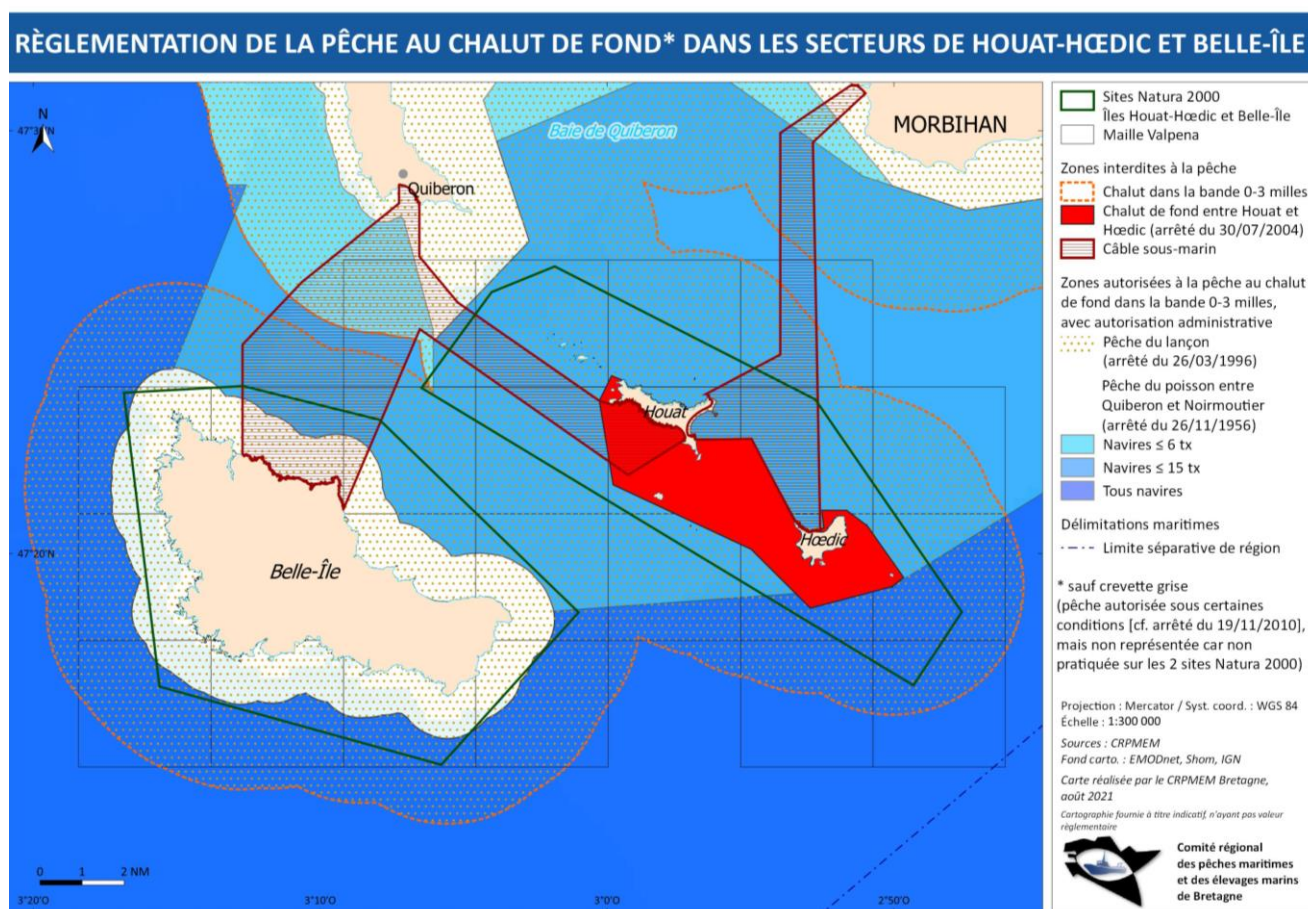 RÈGLEMENTATION DE LA PÊCHE AU CHALUT DE FOND* DANS LES SECTEURS DE HOUAT-HŒDIC ET BELLE-ÎLE
N
47°30'N
Baie de Quiberon
MORBIHAN
Quiberon
Houat
Hœdic
47°20'N
Belle-Île
0 1 2 NM
3°20'O
3°10'O
3°0'O
2°50'O
Sites Natura 2000
Îles Houat-Hœdic et Belle-Île
Maille Valpena
Zones interdites à la pêche
Chalut dans la bande 0-3 milles
Chalut de fond entre Houat et
Hœdic (arrêté du 30/07/2004)
Câble sous-marin
Zones autorisées à la pêche au chalut
de fond dans la bande 0-3 milles,
avec autorisation administrative
Pêche du lançon
(arrêté du 26/03/1996)
Pêche du poisson entre
Quiberon et Noirmoutier
(arrêté du 26/11/1956)
Navires ≤ 6 tx
Navires ≤ 15 tx
Tous navires
Délimitations maritimes
Limite séparative de région
* sauf crevette grise
(pêche autorisée sous certaines
conditions [cf. arrêté du 19/11/2010],
mais non représentée car non
pratiquée sur les 2 sites Natura 2000)
Projection : Mercator / Syst. coord. : WGS 84
Échelle : 1:300 000
Sources : CRPMEM
Fond carto. : EMODnet, Shom, IGN
Carte réalisée par le CRPMEM Bretagne,
août 2021
Cartographie fournie à titre indicatif, n'ayant pas valeur
règlementaire
Comité régional
des pêches maritimes
et des élevages marins
de Bretagne